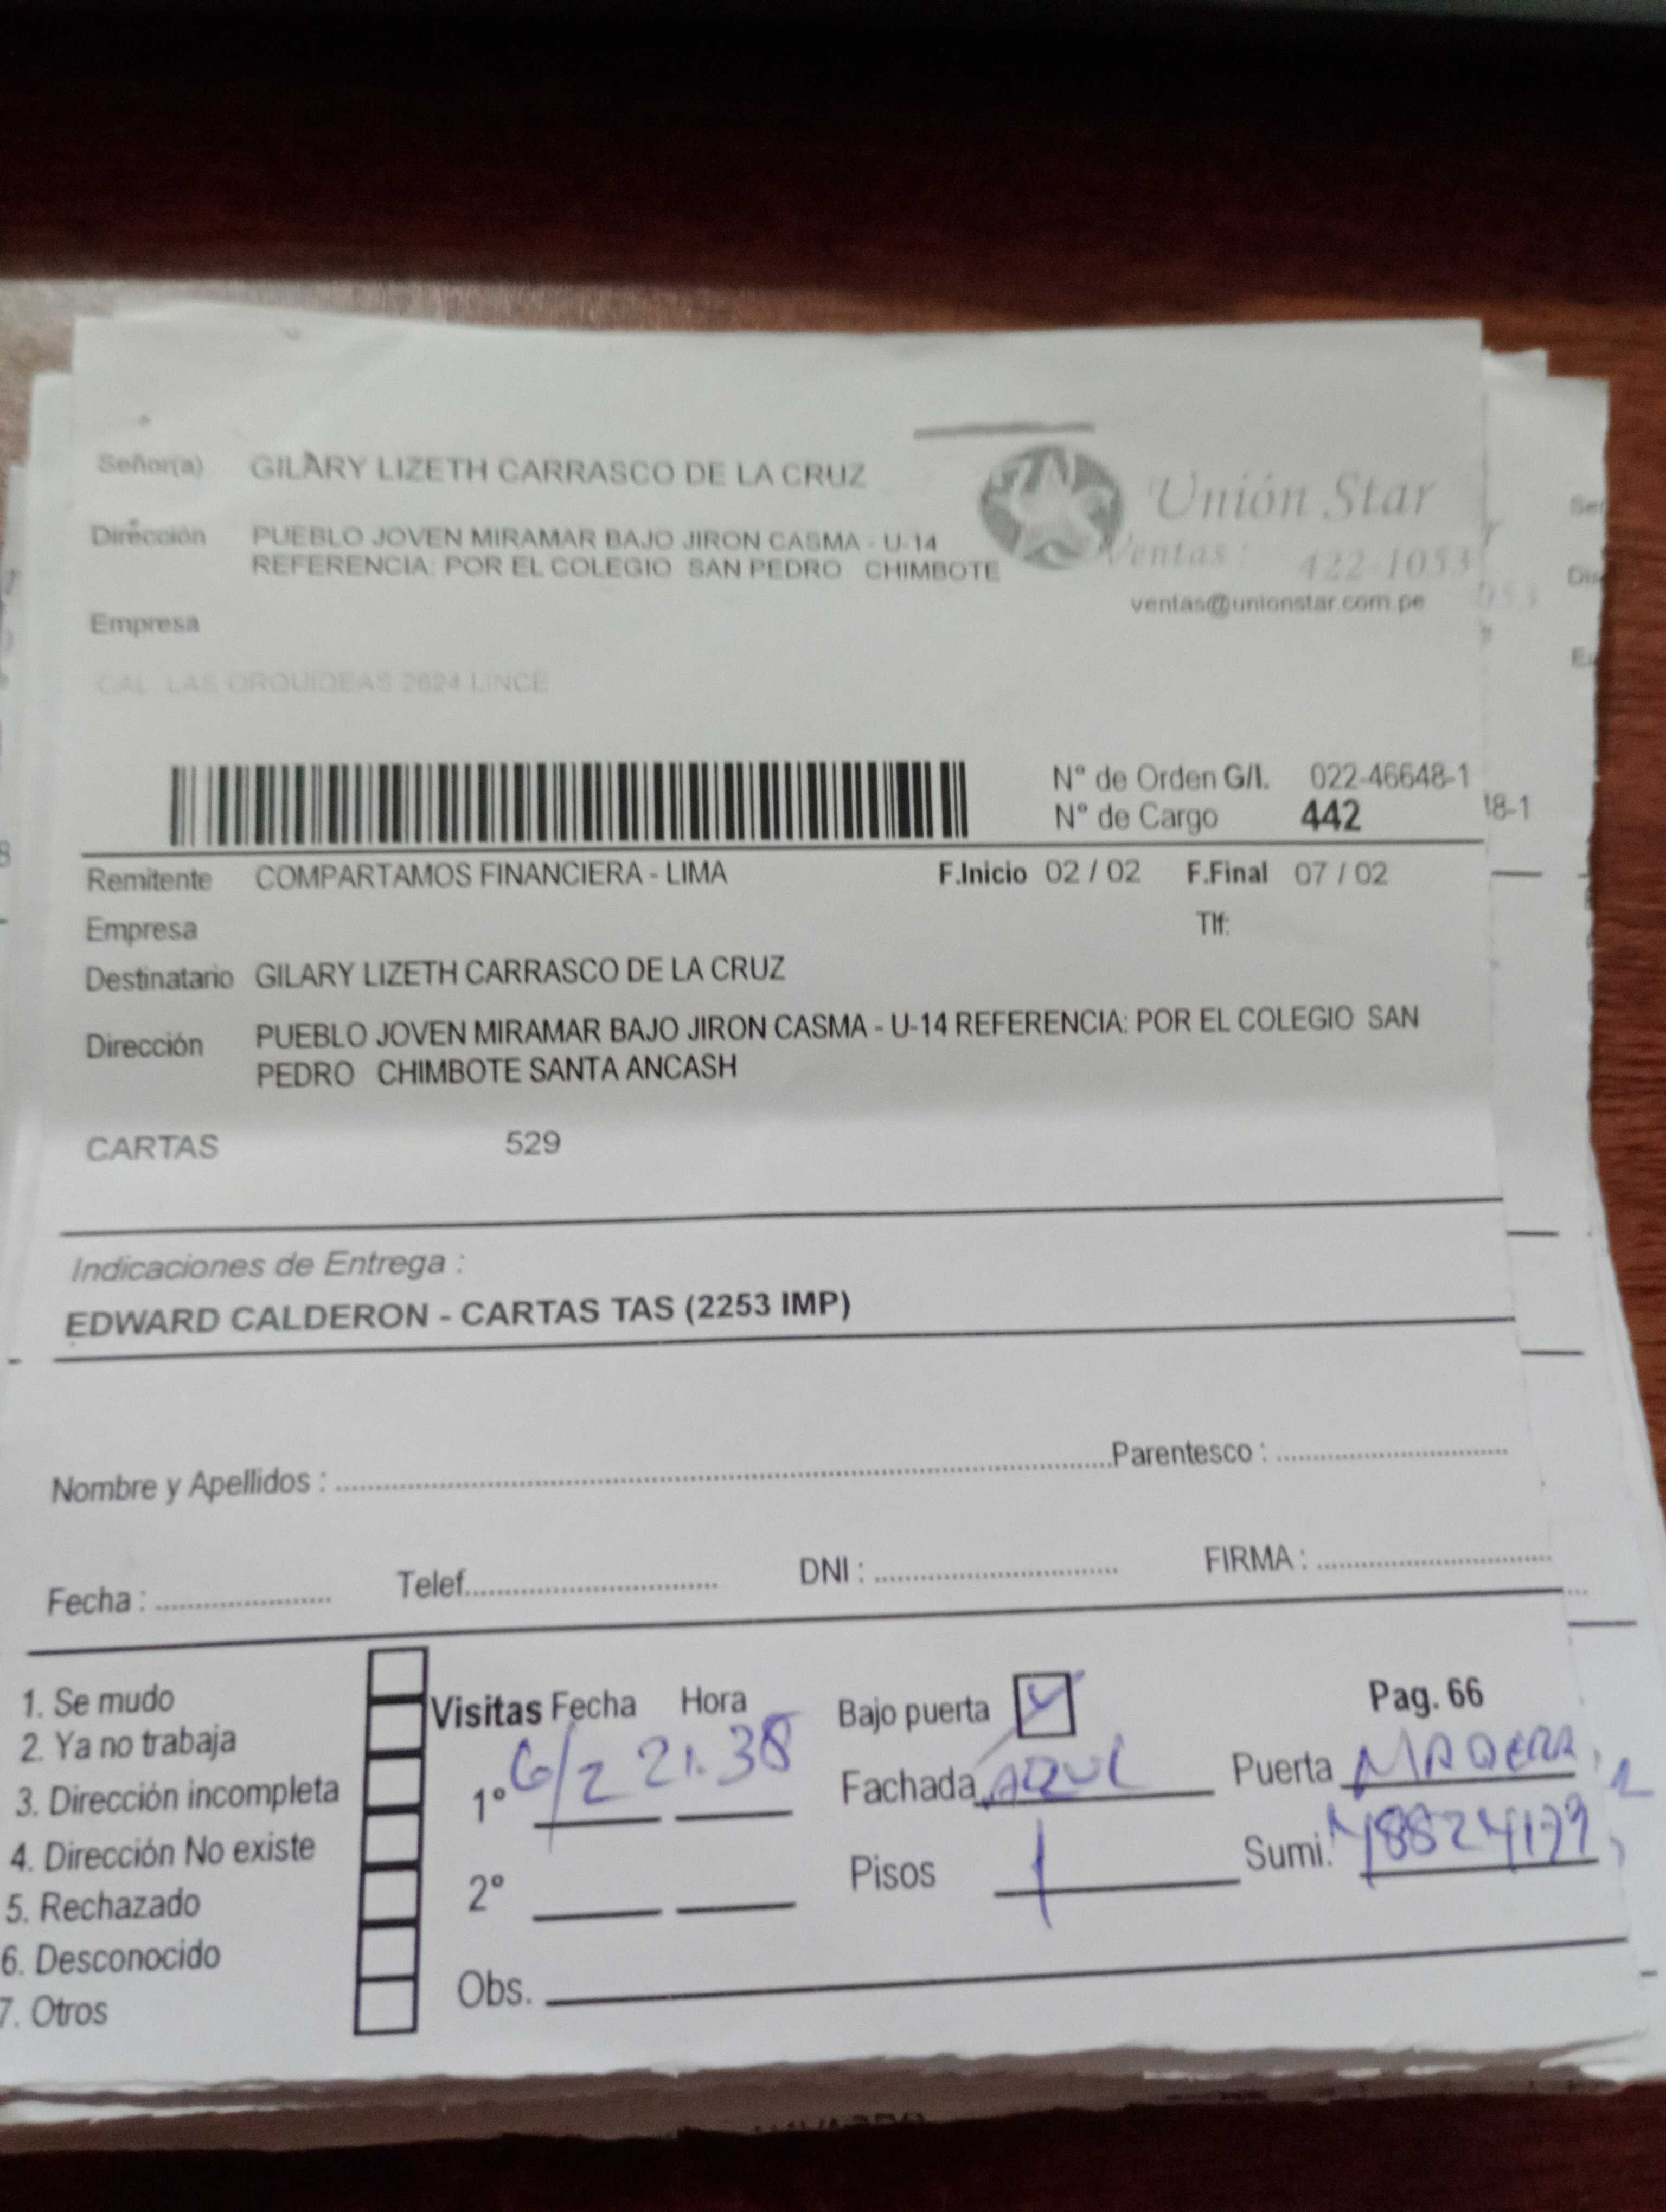 Señor(a) GILARY LIZETH CARRASCO DE LA CRUZ
Unión Star
Dirección PUEBLO JOVEN MIRAMAR BAJO JIRON CASMA - U-14
REFERENCIA: POR EL COLEGIO SAN PEDRO CHIMBOTE
Ventas : 422-1053
ventas@unionstar.com.pe
Empresa
CAL. LAS ORQUIDEAS 2624 LINCE
N° de Orden G/I. 022-46648-1
N° de Cargo 442
Remitente COMPARTAMOS FINANCIERA - LIMA F.Inicio 02 / 02 F.Final 07 / 02
Empresa Tlf:
Destinatario GILARY LIZETH CARRASCO DE LA CRUZ
Dirección PUEBLO JOVEN MIRAMAR BAJO JIRON CASMA - U-14 REFERENCIA: POR EL COLEGIO SAN
PEDRO CHIMBOTE SANTA ANCASH
CARTAS 529
Indicaciones de Entrega :
EDWARD CALDERON - CARTAS TAS (2253 IMP)
Nombre y Apellidos : Parentesco :
Fecha : Telef. DNI : FIRMA :
1. Se mudo
2. Ya no trabaja
3. Dirección incompleta
4. Dirección No existe
5. Rechazado
6. Desconocido
7. Otros
Visitas Fecha Hora
1° 6/2 21.38
2°
Obs.
Bajo puerta
Fachada AZUL
Pisos 1
Pag. 66
Puerta MADERA
Sumi.
18-1